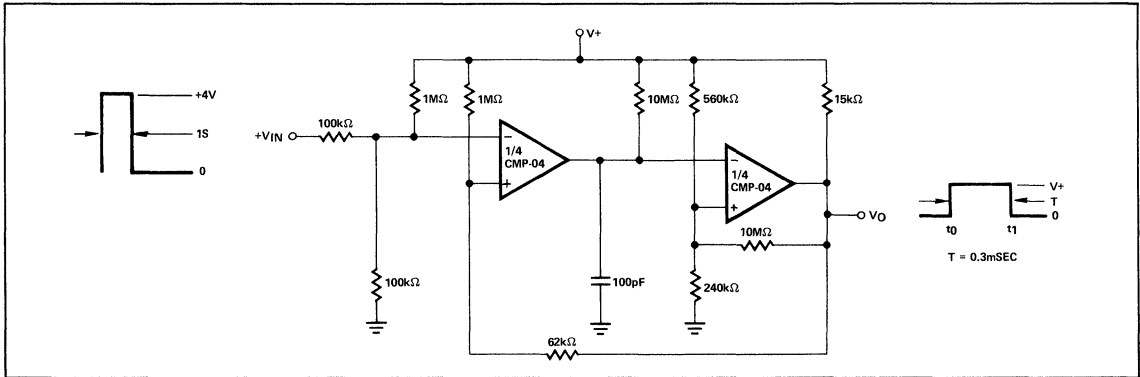 V+
+4V
1S
0
+VIN
100kΩ
1MΩ
1MΩ
10MΩ
560kΩ
15kΩ
−
1/4
CMP-04
+
−
1/4
CMP-04
+
VO
V+
T
0
t0
t1
T = 0.3mSEC
10MΩ
100kΩ
100pF
240kΩ
62kΩ